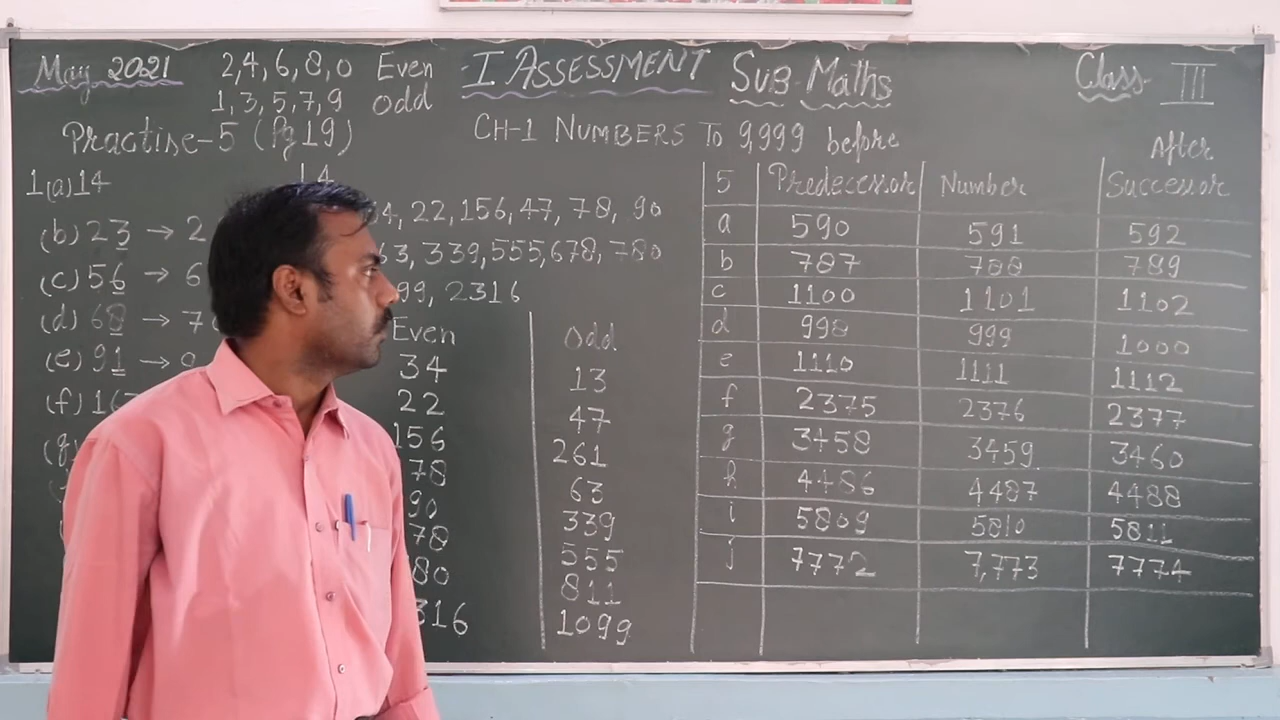 May 2021
2,4,6,8,0 Even
1,3,5,7,9 odd
I ASSESSMENT Sub-Maths Class III
Practise-5 (Pg 19)
CH-1 NUMBERS TO 9,999
1(a) 14 14
(b) 23 → 2
(c) 56 → 6
(d) 68 → 7
(e) 91 → 9
(f) 16
(g)
4, 22, 156, 47, 78, 90
63, 339, 555, 678, 780
99, 2316
Even Odd
34 13
22 47
156 261
78 63
90 339
78 555
80 811
316 1099
before After
5 Predecessor Number Successor
a 590 591 592
b 787 788 789
c 1100 1101 1102
d 998 999 1000
e 1110 1111 1112
f 2375 2376 2377
g 3458 3459 3460
h 4486 4487 4488
i 5809 5810 5811
j 7772 7,773 7774